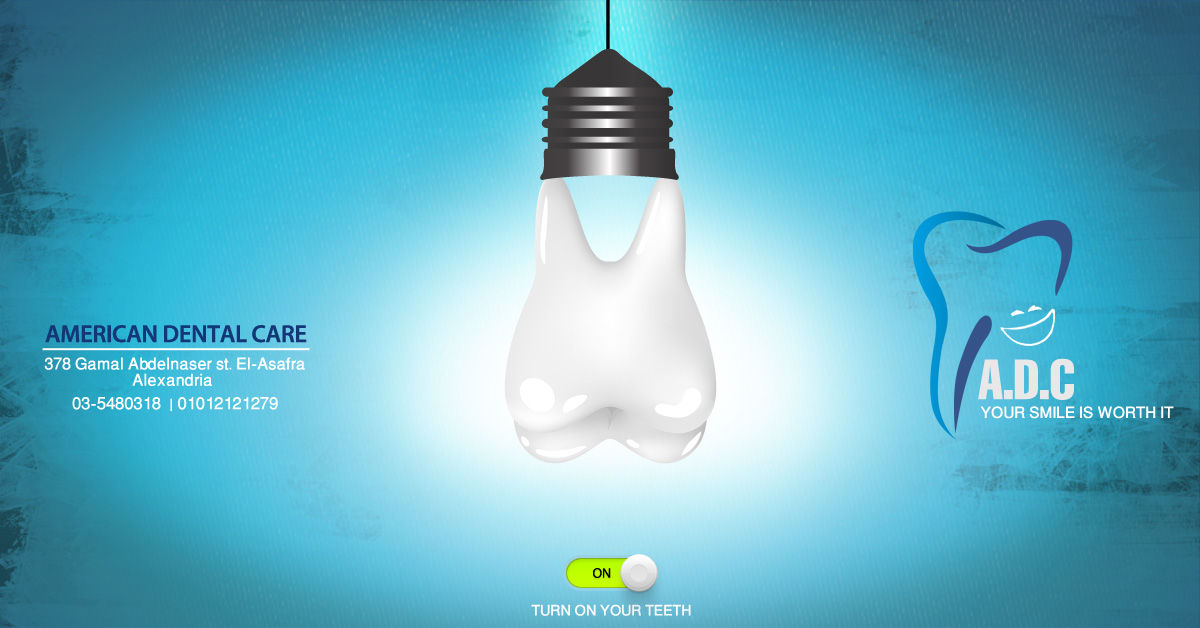 AMERICAN DENTAL CARE
378 Gamal Abdelnaser st. El-Asafra
Alexandria
03-5480318 | 01012121279
A.D.C
YOUR SMILE IS WORTH IT
ON
TURN ON YOUR TEETH